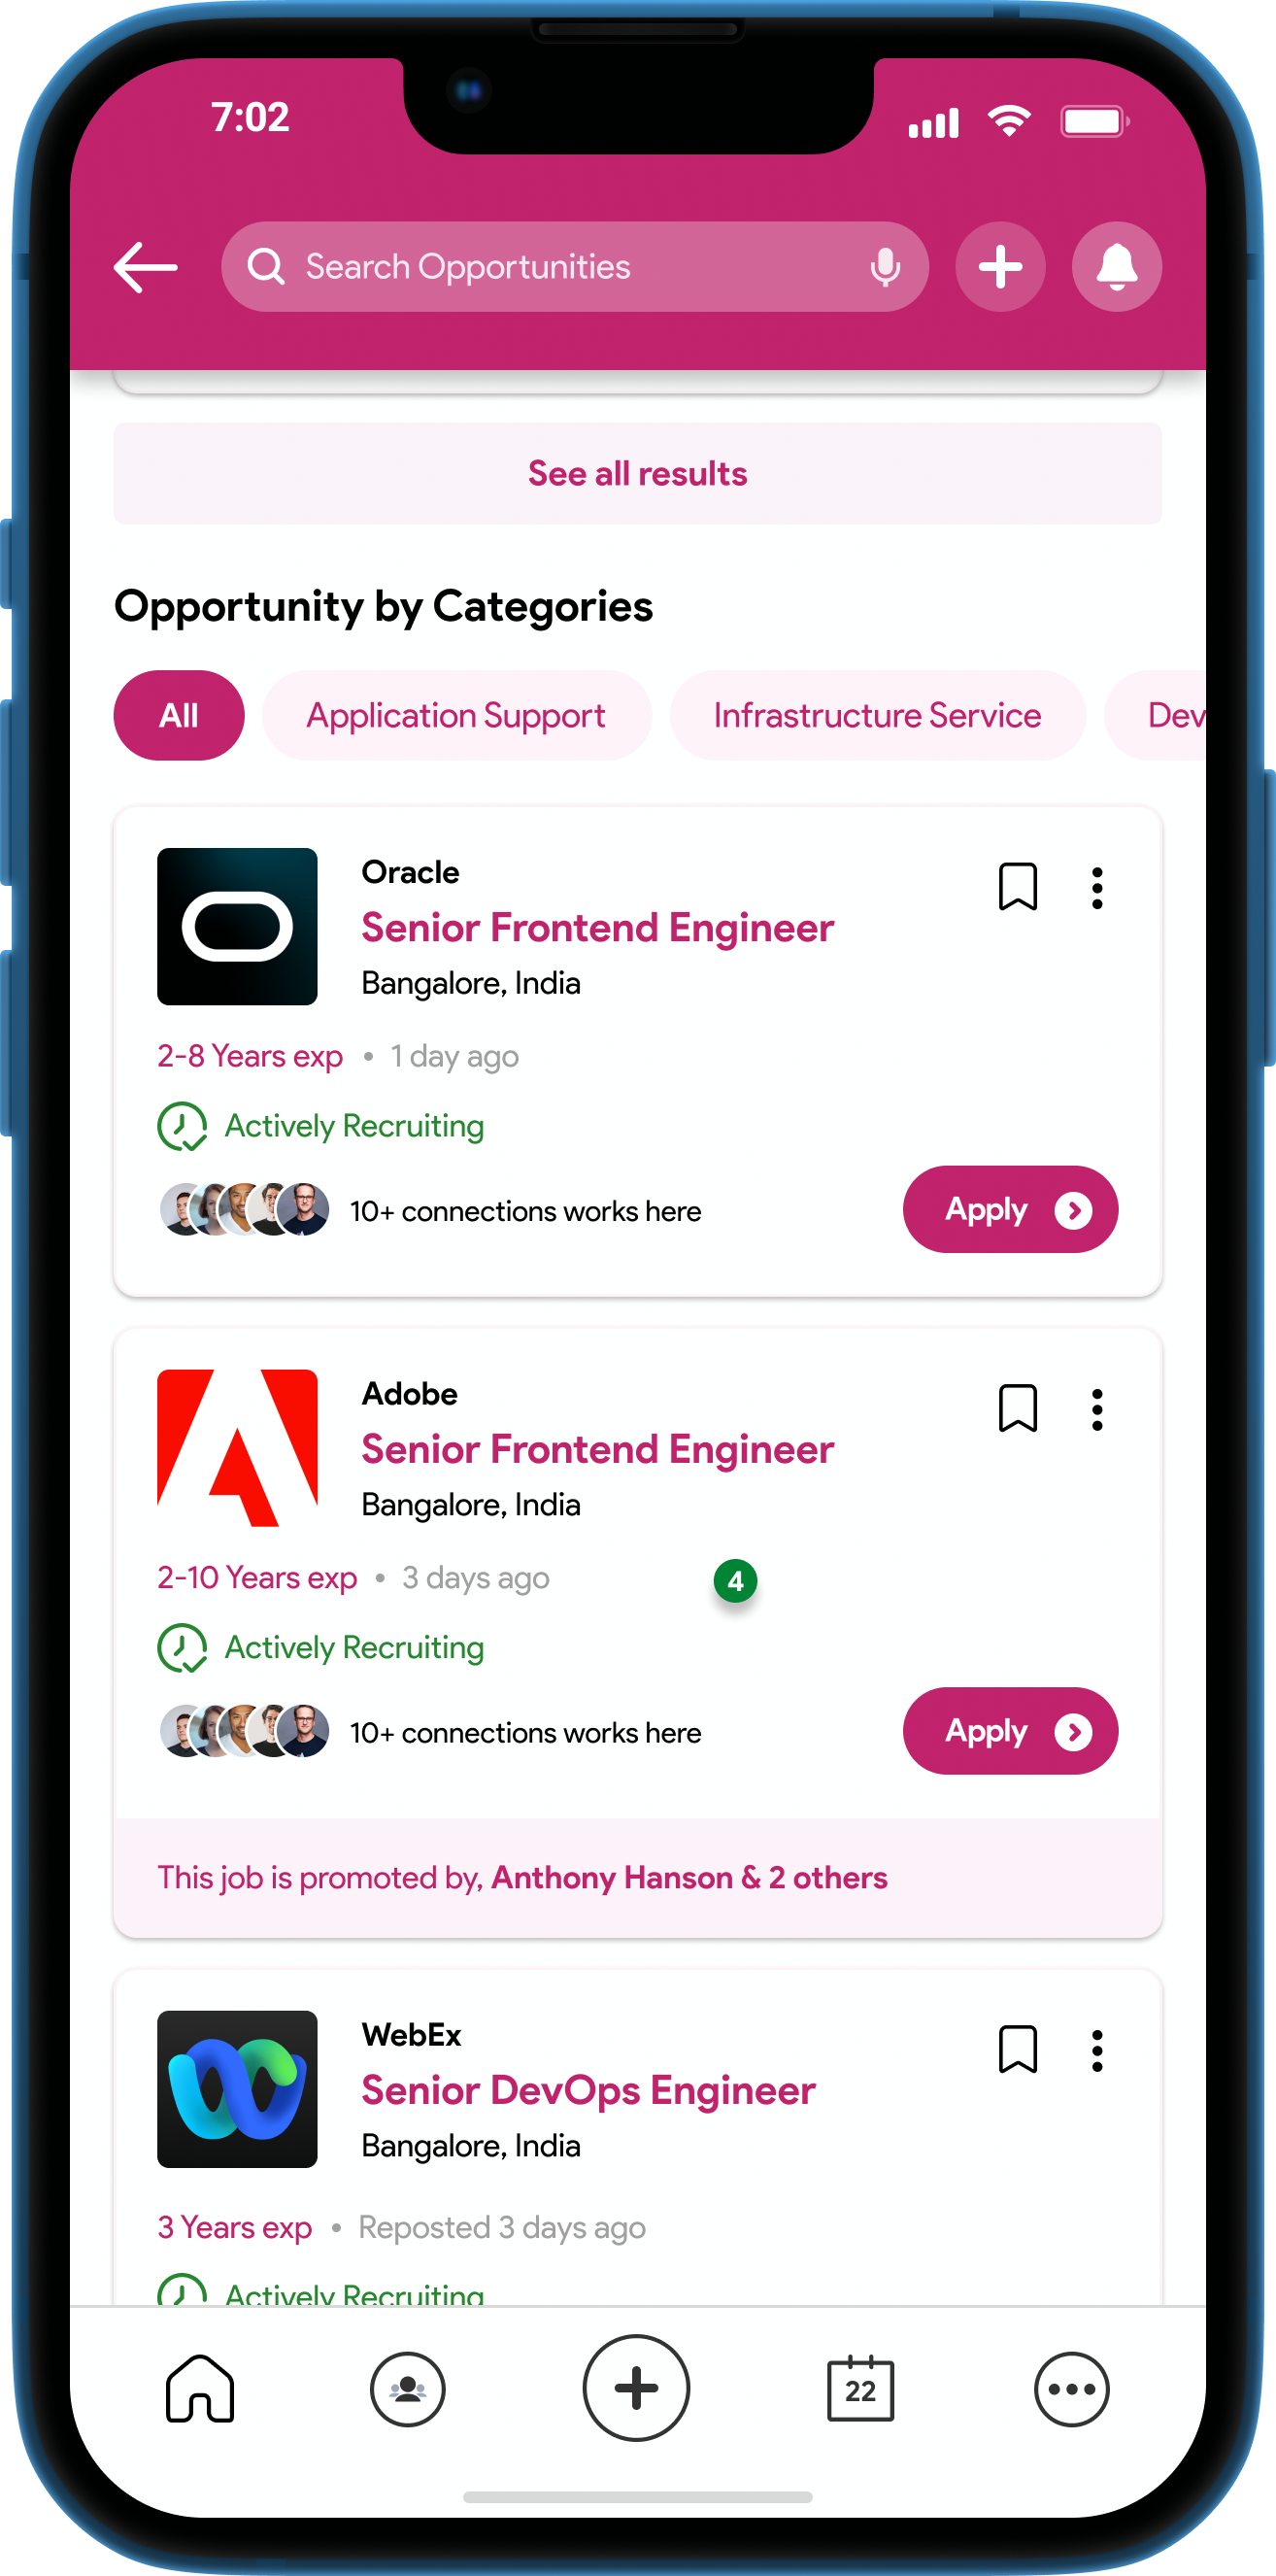 7:02
Search Opportunities
See all results
Opportunity by Categories
All
Application Support
Infrastructure Service
Dev
Oracle
Senior Frontend Engineer
Bangalore, India
2-8 Years exp • 1 day ago
Actively Recruiting
10+ connections works here
Apply
Adobe
Senior Frontend Engineer
Bangalore, India
2-10 Years exp • 3 days ago
4
Actively Recruiting
10+ connections works here
Apply
This job is promoted by, Anthony Hanson & 2 others
WebEx
Senior DevOps Engineer
Bangalore, India
3 Years exp • Reposted 3 days ago
Actively Recruiting
22